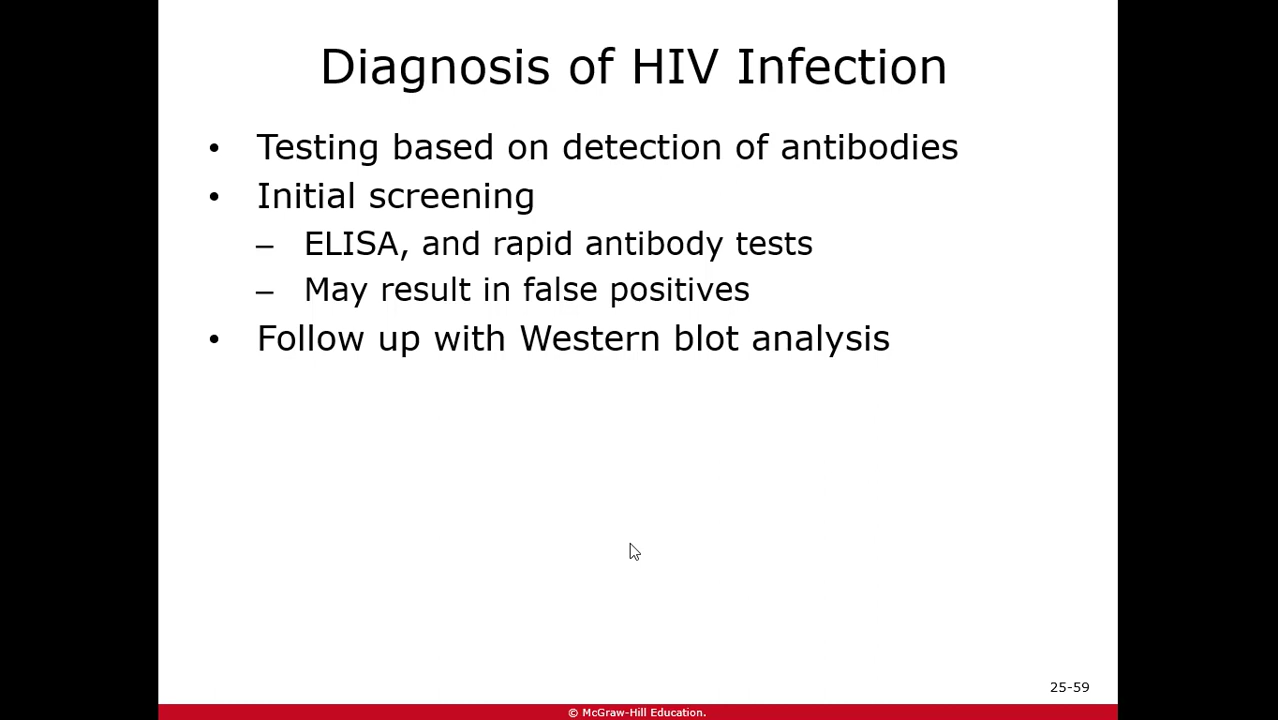 Diagnosis of HIV Infection
• Testing based on detection of antibodies
• Initial screening
– ELISA, and rapid antibody tests
– May result in false positives
• Follow up with Western blot analysis
25-59
© McGraw-Hill Education.